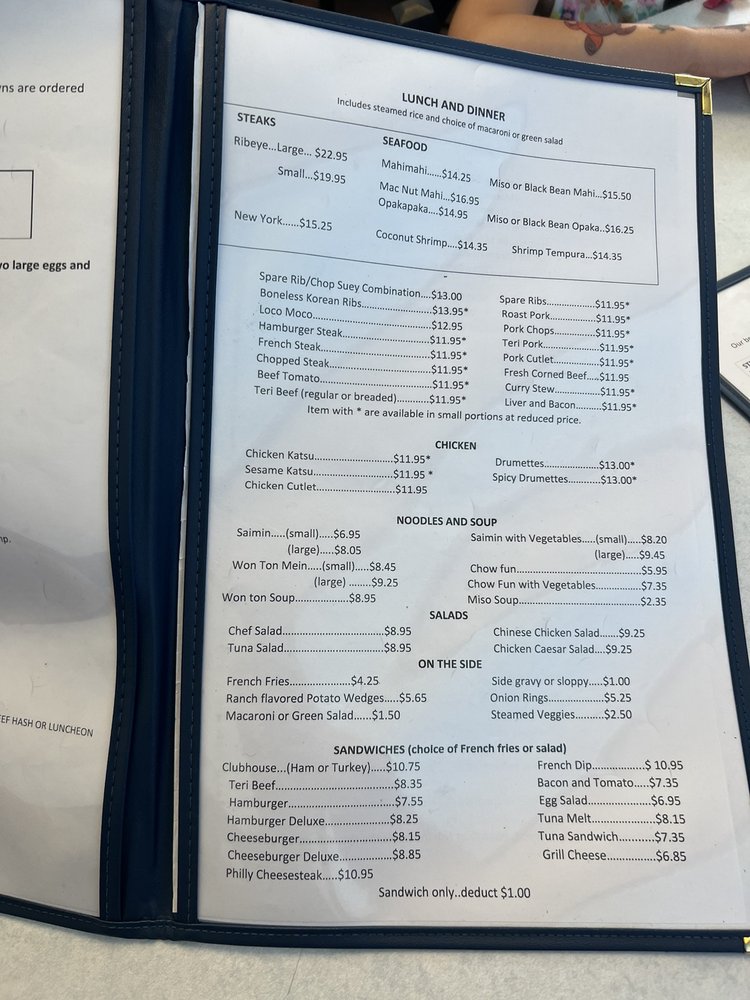 ns are ordered
o large eggs and
np.
EF HASH OR LUNCHEON
LUNCH AND DINNER
Includes steamed rice and choice of macaroni or green salad
STEAKS
Ribeye...Large... $22.95
Small...$19.95
New York......$15.25
SEAFOOD
Mahimahi......$14.25
Mac Nut Mahi...$16.95
Opakapaka....$14.95
Coconut Shrimp....$14.35
Miso or Black Bean Mahi...$15.50
Miso or Black Bean Opaka..$16.25
Shrimp Tempura...$14.35
Spare Rib/Chop Suey Combination....$13.00
Boneless Korean Ribs..................$13.95*
Loco Moco..................$12.95
Hamburger Steak..................$11.95*
French Steak..................$11.95*
Chopped Steak..................$11.95*
Beef Tomato..................$11.95*
Teri Beef (regular or breaded)............$11.95*
Spare Ribs..................$11.95*
Roast Pork..................$11.95*
Pork Chops..................$11.95*
Teri Pork..................$11.95*
Pork Cutlet..................$11.95*
Fresh Corned Beef....$11.95
Curry Stew..................$11.95*
Liver and Bacon.........$11.95*
Item with * are available in small portions at reduced price.
CHICKEN
Chicken Katsu..................$11.95*
Sesame Katsu..................$11.95 *
Chicken Cutlet..................$11.95
Drumettes..................$13.00*
Spicy Drumettes...........$13.00*
NOODLES AND SOUP
Saimin.....(small)....$6.95
(large)....$8.05
Won Ton Mein.....(small).....$8.45
(large) .......$9.25
Won ton Soup..................$8.95
Saimin with Vegetables.....(small)....$8.20
(large)....$9.45
Chow fun..................$5.95
Chow Fun with Vegetables..................$7.35
Miso Soup..................$2.35
SALADS
Chef Salad..................$8.95
Tuna Salad..................$8.95
Chinese Chicken Salad......$9.25
Chicken Caesar Salad....$9.25
ON THE SIDE
French Fries..................$4.25
Ranch flavored Potato Wedges.....$5.65
Macaroni or Green Salad.....$1.50
Side gravy or sloppy.....$1.00
Onion Rings..................$5.25
Steamed Veggies.........$2.50
SANDWICHES (choice of French fries or salad)
Clubhouse...(Ham or Turkey).....$10.75
Teri Beef..................$8.35
Hamburger..................$7.55
Hamburger Deluxe..................$8.25
Cheeseburger..................$8.15
Cheeseburger Deluxe..................$8.85
Philly Cheesesteak.....$10.95
French Dip..................$ 10.95
Bacon and Tomato.....$7.35
Egg Salad..................$6.95
Tuna Melt..................$8.15
Tuna Sandwich...........$7.35
Grill Cheese...............$6.85
Sandwich only..deduct $1.00